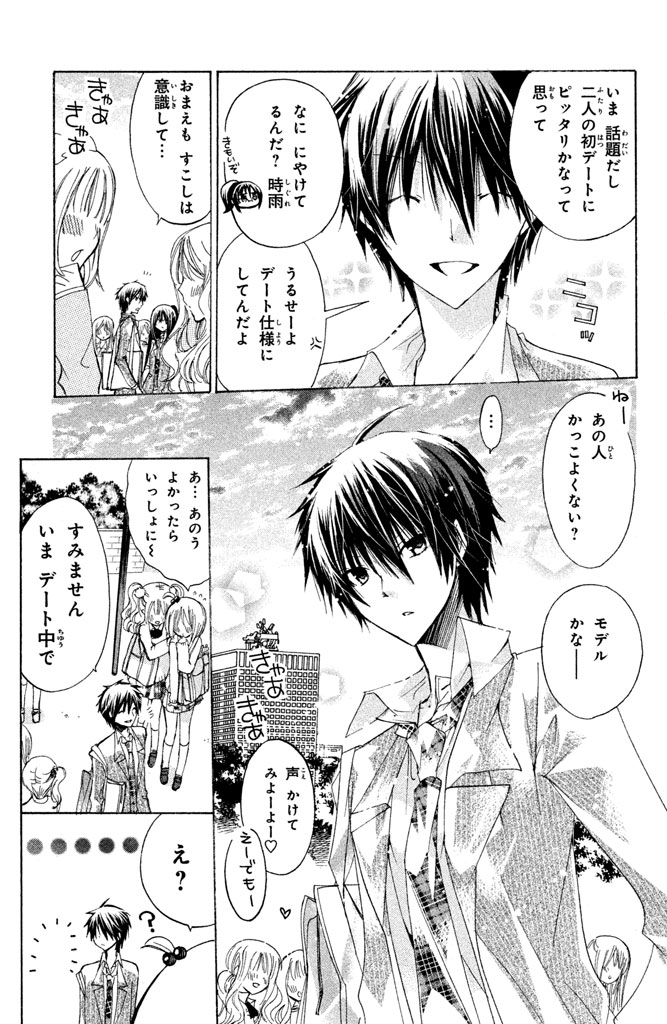 いま 話題だし
二人の初デートに
ピッタリかなって
思って
ニコッ
なに にやけて
るんだ? 時雨
きもいぞ
うるせーよ
デート仕様に
してんだよ
おまえも すこしは
意識して…
きゃあ
きゃあ
ねー
あの人
かっこよくない?
…
モデル
かなー
きゃあ
きゃあ
声 かけて
みよーよー♡
えーでもー
あ… あのう
よかったら
いっしょに〜
すみません
いま デート中で
え?
?